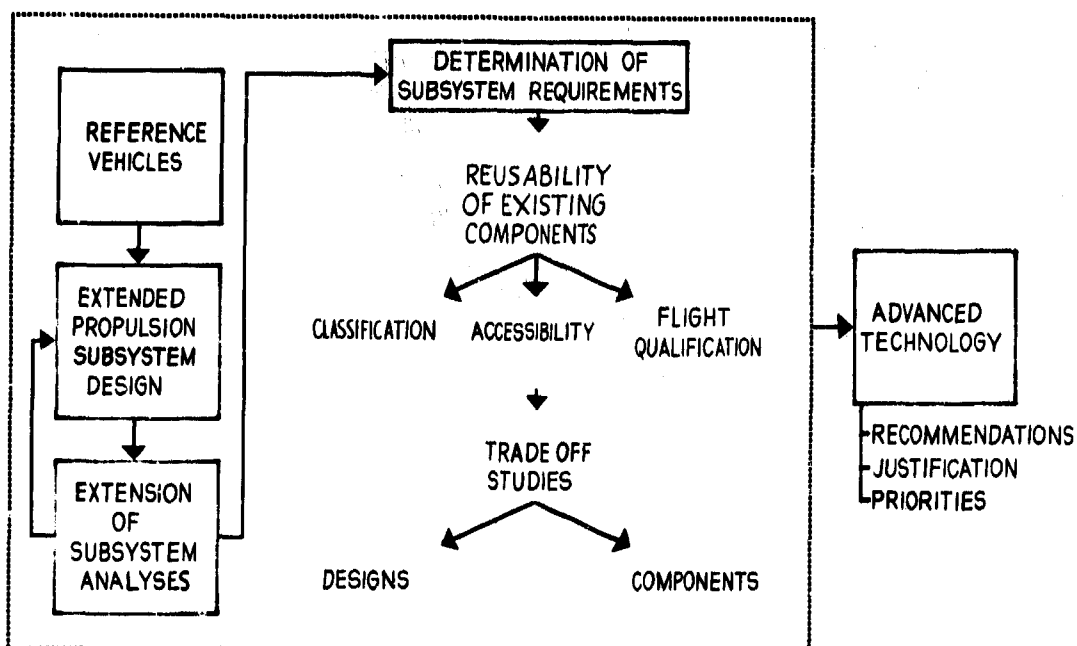 REFERENCE
VEHICLES
EXTENDED
PROPULSION
SUBSYSTEM
DESIGN
EXTENSION
OF
SUBSYSTEM
ANALYSES
DETERMINATION OF
SUBSYSTEM REQUIREMENTS
REUSABILITY
OF EXISTING
COMPONENTS
CLASSIFICATION
ACCESSIBILITY
FLIGHT
QUALIFICATION
TRADE OFF
STUDIES
DESIGNS
COMPONENTS
ADVANCED
TECHNOLOGY
RECOMMENDATIONS
JUSTIFICATION
PRIORITIES